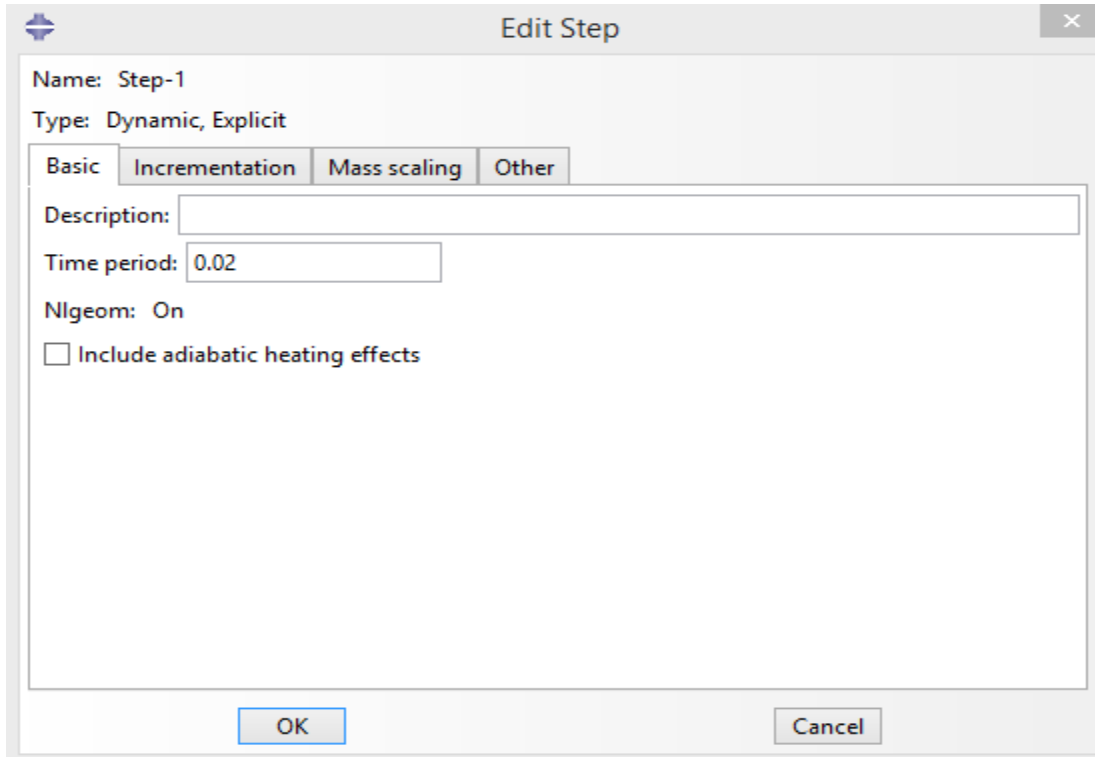 Edit Step
Name: Step-1
Type: Dynamic, Explicit
Basic Incrementation Mass scaling Other
Description:
Time period: 0.02
Nlgeom: On
Include adiabatic heating effects
OK Cancel